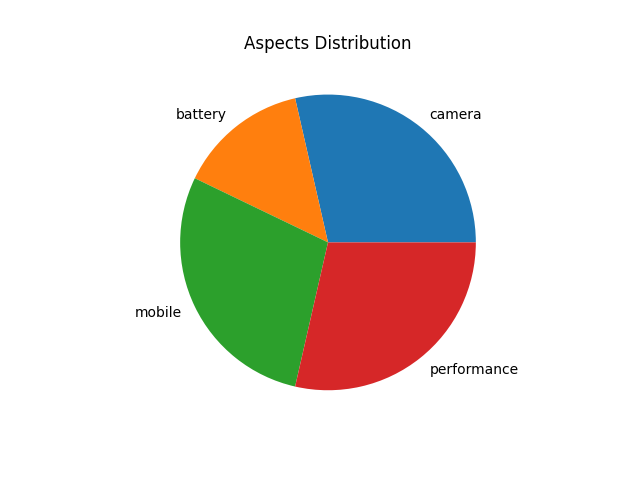 Aspects Distribution
battery
camera
mobile
performance